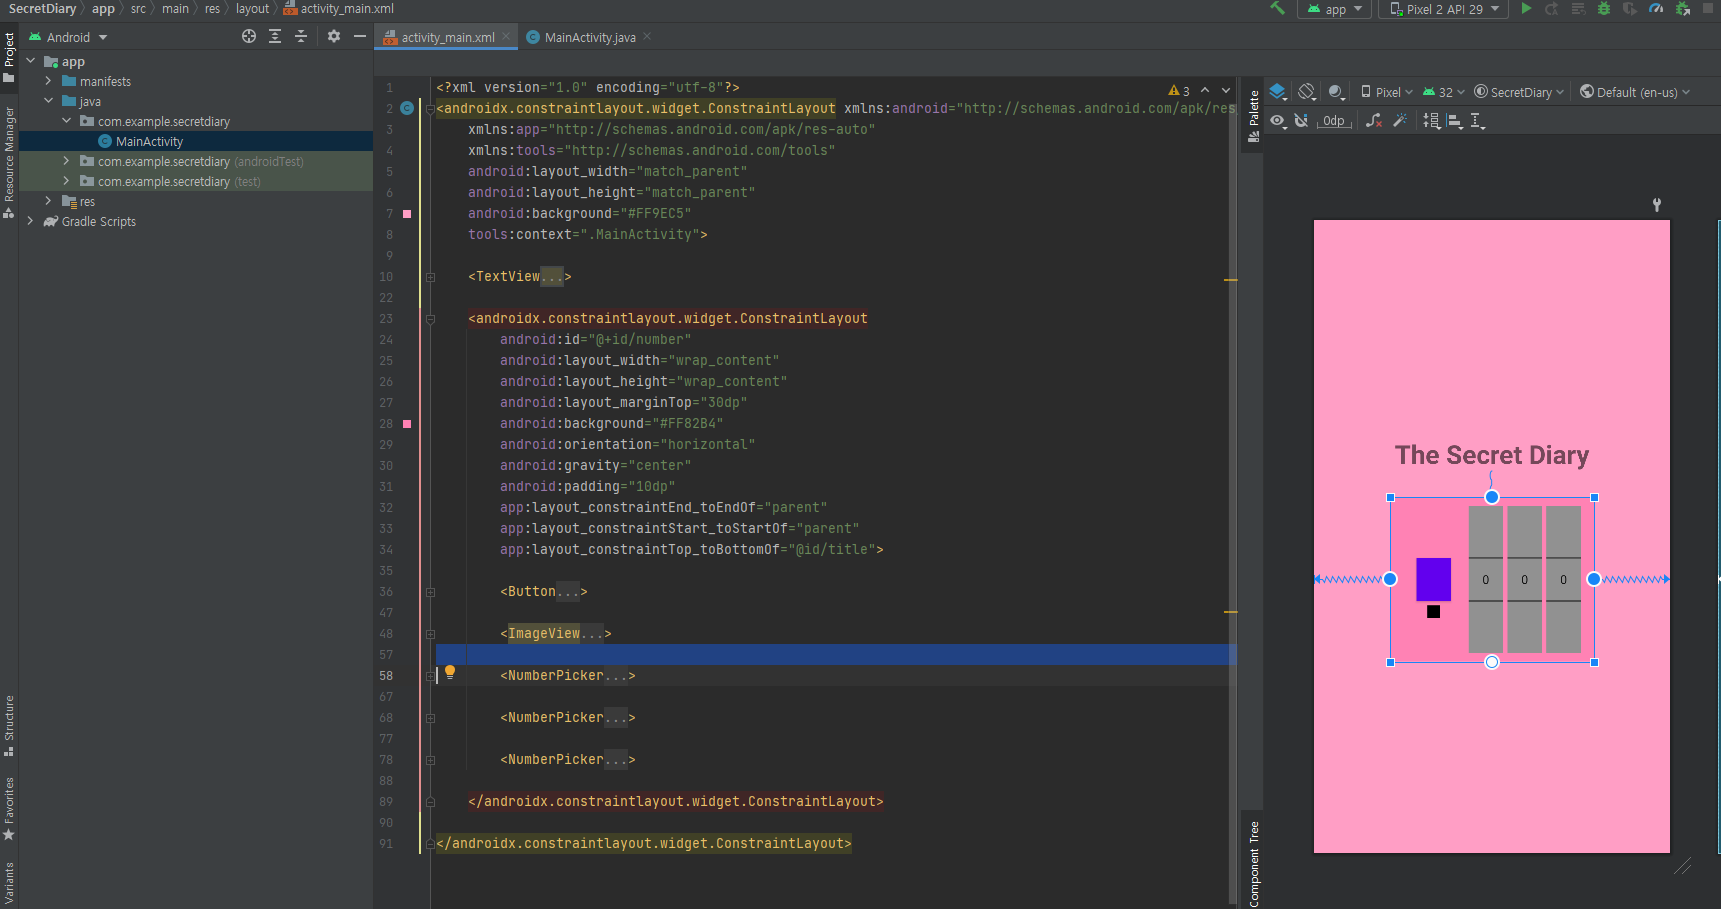 SecretDiary app src main res layout activity_main.xml
app Pixel 2 API 29
Android
activity_main.xml MainActivity.java
Project
Resource Manager
Structure
Favorites
Variants
app
manifests
java
com.example.secretdiary
MainActivity
com.example.secretdiary (androidTest)
com.example.secretdiary (test)
res
Gradle Scripts
3
1 <?xml version="1.0" encoding="utf-8"?>
2 <androidx.constraintlayout.widget.ConstraintLayout xmlns:android="http://schemas.android.com/apk/res
3 xmlns:app="http://schemas.android.com/apk/res-auto"
4 xmlns:tools="http://schemas.android.com/tools"
5 android:layout_width="match_parent"
6 android:layout_height="match_parent"
7 android:background="#FF9EC5"
8 tools:context=".MainActivity">
9
10 <TextView...>
22
23 <androidx.constraintlayout.widget.ConstraintLayout
24 android:id="@+id/number"
25 android:layout_width="wrap_content"
26 android:layout_height="wrap_content"
27 android:layout_marginTop="30dp"
28 android:background="#FF82B4"
29 android:orientation="horizontal"
30 android:gravity="center"
31 android:padding="10dp"
32 app:layout_constraintEnd_toEndOf="parent"
33 app:layout_constraintStart_toStartOf="parent"
34 app:layout_constraintTop_toBottomOf="@id/title">
35
36 <Button...>
47
48 <ImageView...>
57
58 <NumberPicker...>
67
68 <NumberPicker...>
77
78 <NumberPicker...>
88
89 </androidx.constraintlayout.widget.ConstraintLayout>
90
91 </androidx.constraintlayout.widget.ConstraintLayout>
Palette
Component Tree
Pixel 32 SecretDiary Default (en-us)
0dp
The Secret Diary
0 0 0